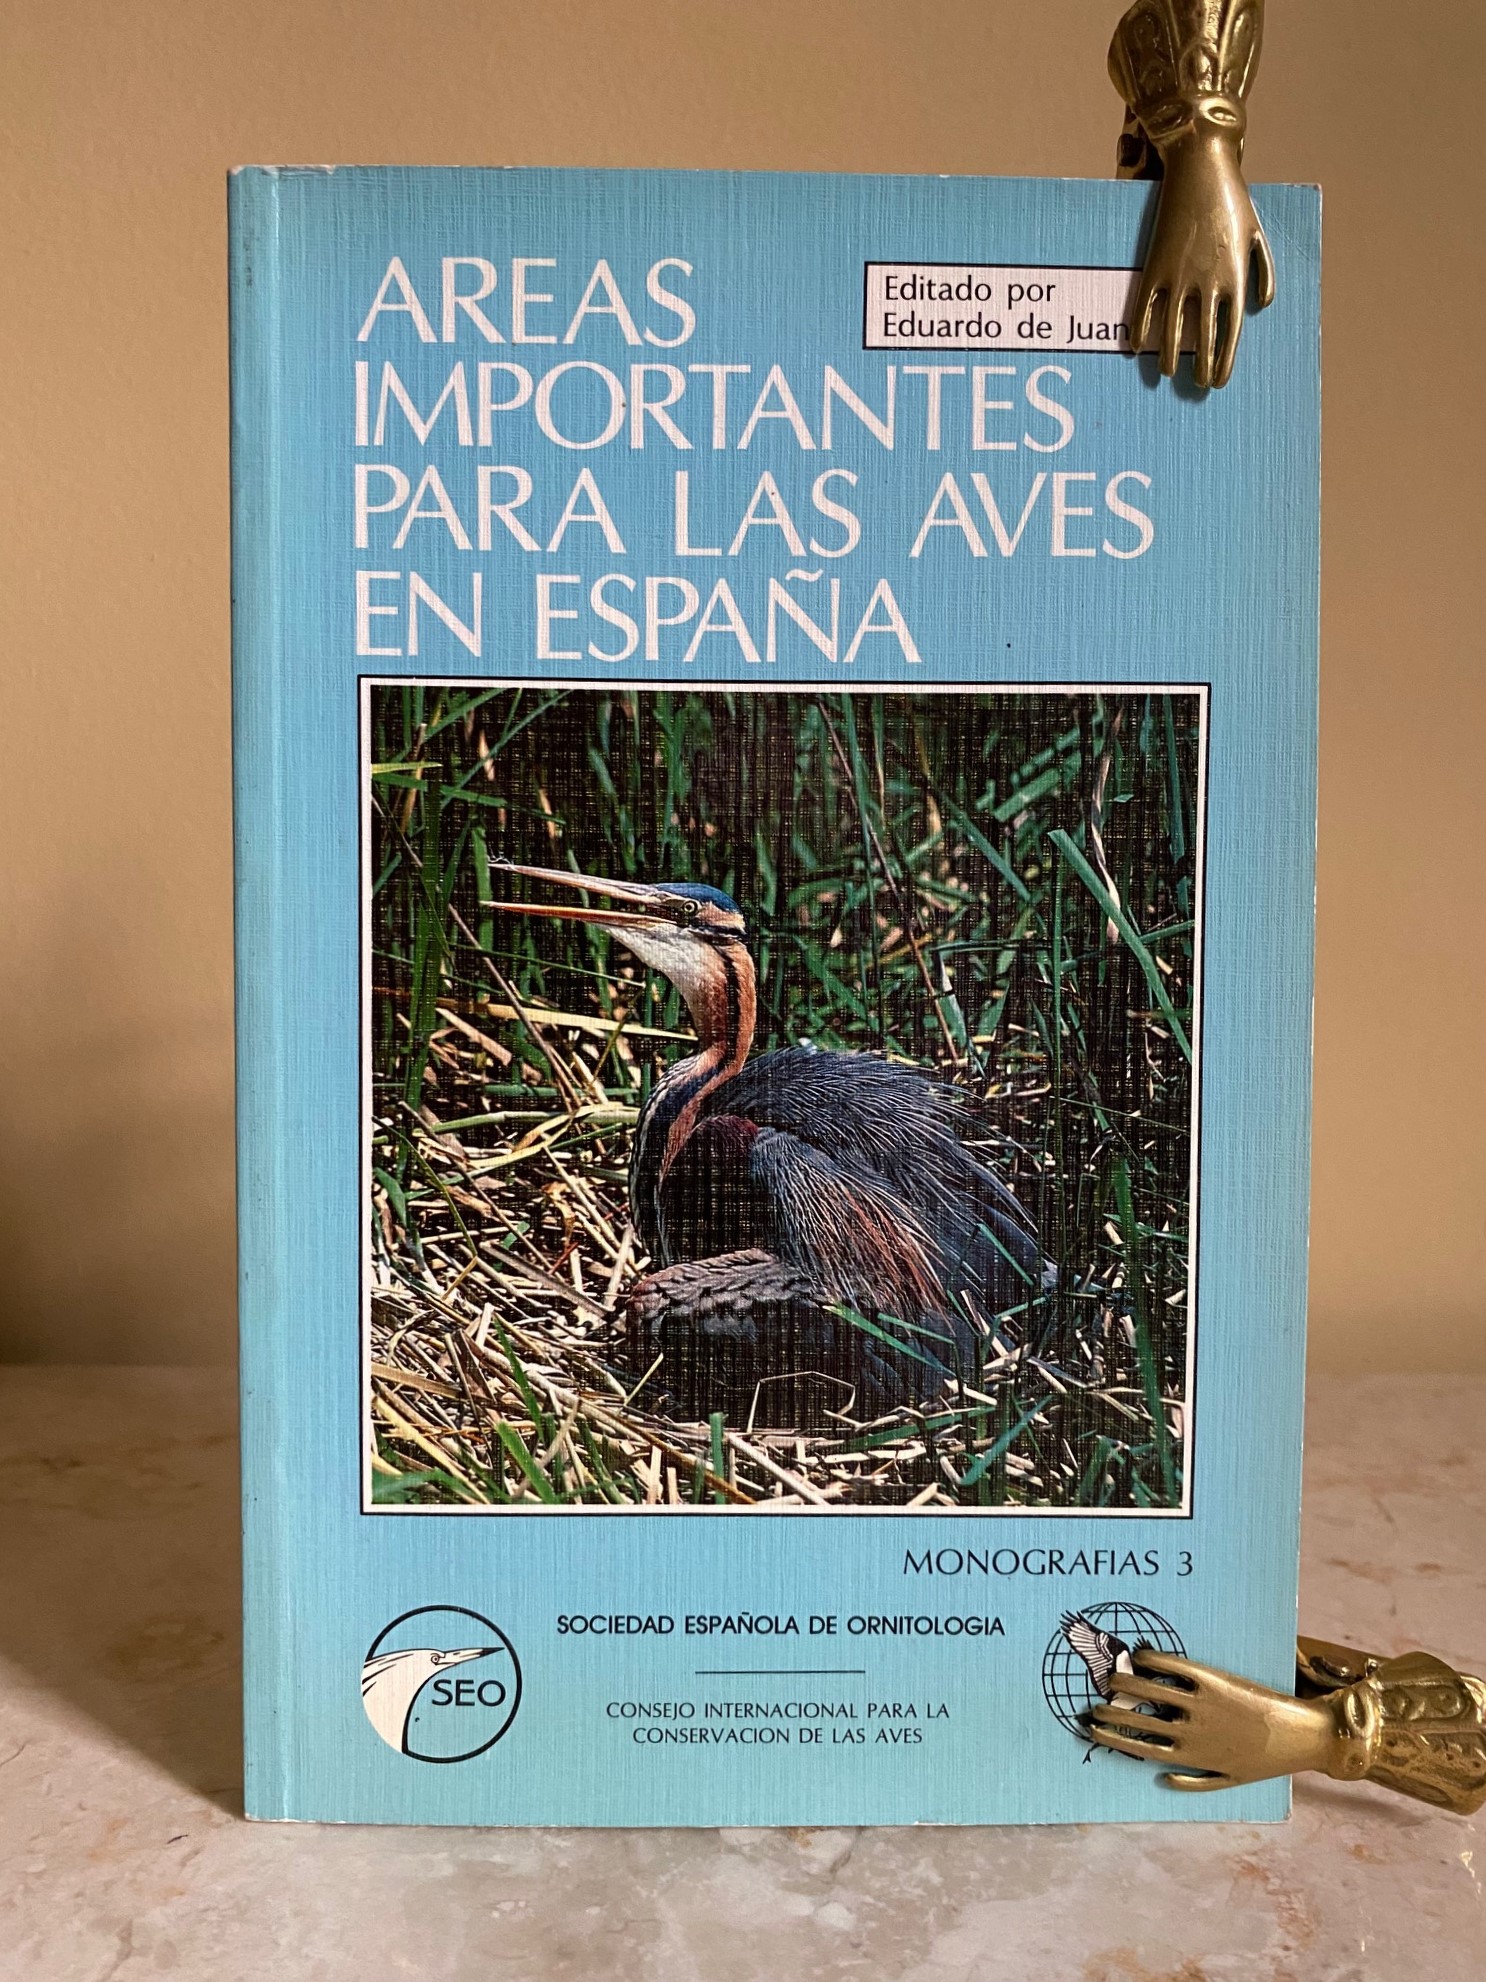 AREAS
IMPORTANTES
PARA LAS AVES
EN ESPAÑA
Editado por
Eduardo de Juan
MONOGRAFIAS 3
SOCIEDAD ESPAÑOLA DE ORNITOLOGIA
CONSEJO INTERNACIONAL PARA LA
CONSERVACION DE LAS AVES
SEO